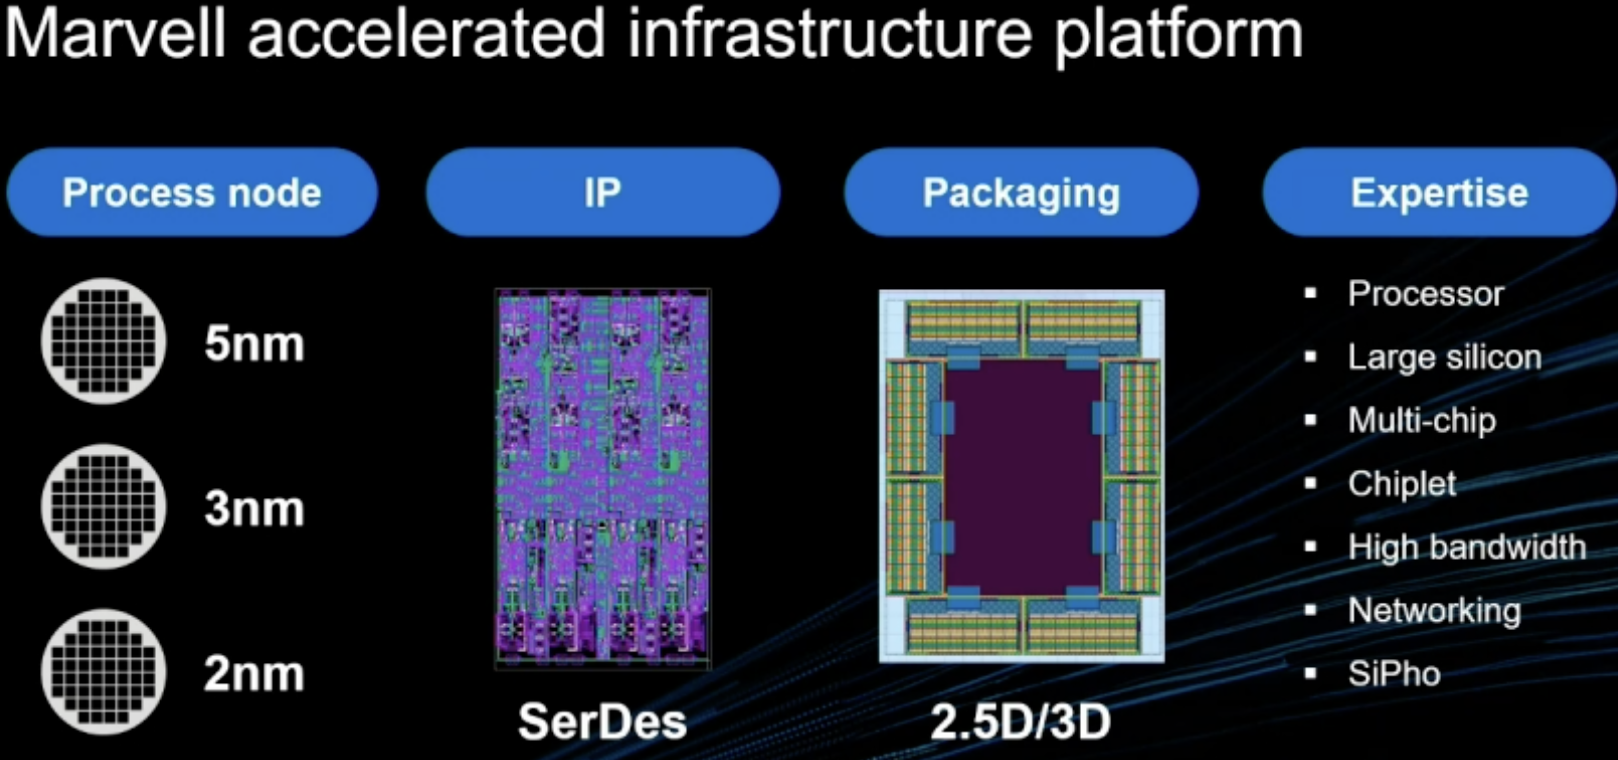 Marvell accelerated infrastructure platform
Process node
IP
Packaging
Expertise
5nm
3nm
2nm
SerDes
2.5D/3D
Processor
Large silicon
Multi-chip
Chiplet
High bandwidth
Networking
SiPho